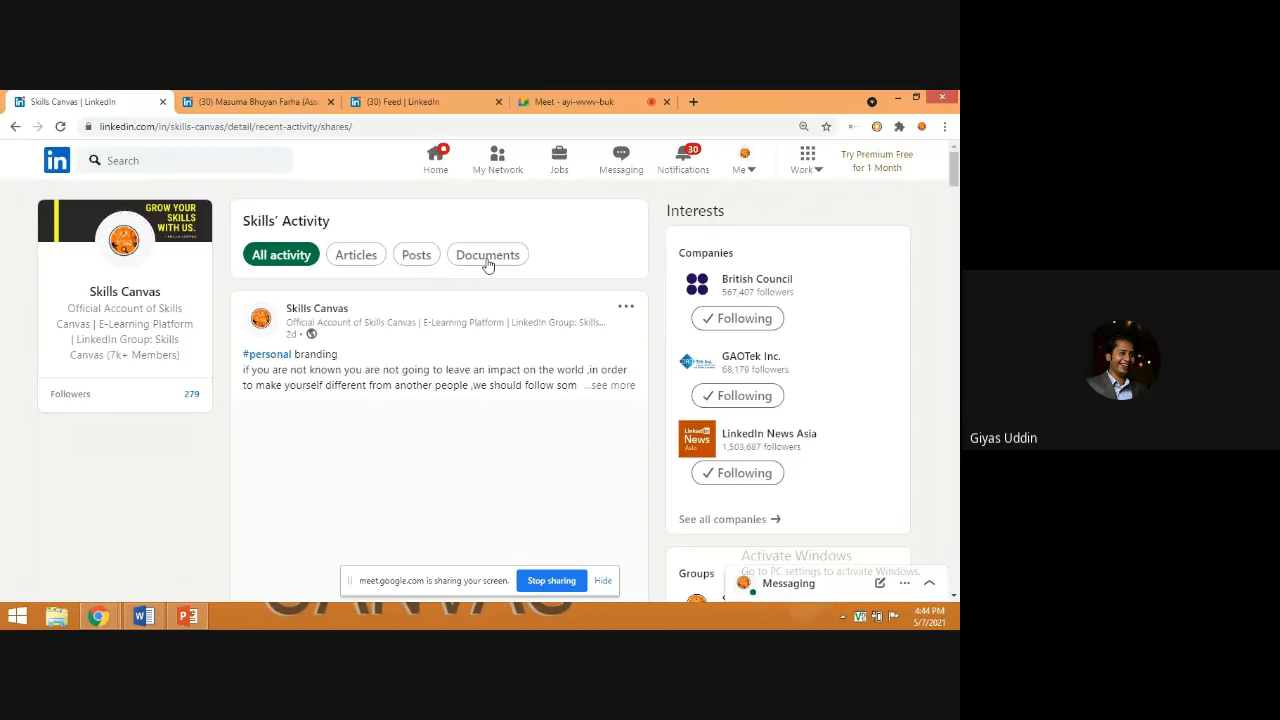 Skills Canvas | LinkedIn
(30) Masuma Bhuyan Farha (Ass
(30) Feed | LinkedIn
Meet - ayi-wvwv-buk
linkedin.com/in/skills-canvas/detail/recent-activity/shares/
in
Search
Home
My Network
Jobs
Messaging
30
Notifications
Me
Work
Try Premium Free
for 1 Month
GROW YOUR
SKILLS
WITH US.
Skills Canvas
Official Account of Skills
Canvas | E-Learning Platform
| LinkedIn Group: Skills
Canvas (7k+ Members)
Followers 279
Skills' Activity
All activity
Articles
Posts
Documents
Skills Canvas
Official Account of Skills Canvas | E-Learning Platform | LinkedIn Group: Skills...
2d •
#personal branding
if you are not known you are not going to leave an impact on the world ,in order
to make yourself different from another people ,we should follow som ...see more
Interests
Companies
British Council
567,407 followers
Following
GAOTek Inc.
68,179 followers
Following
LinkedIn News Asia
1,503,687 followers
Linked in
News
Asia
Following
See all companies
Groups
Activate Windows
Go to PC settings to activate Windows.
Messaging
meet.google.com is sharing your screen.
Stop sharing
Hide
CANVAS
4:44 PM
5/7/2021
Giyas Uddin